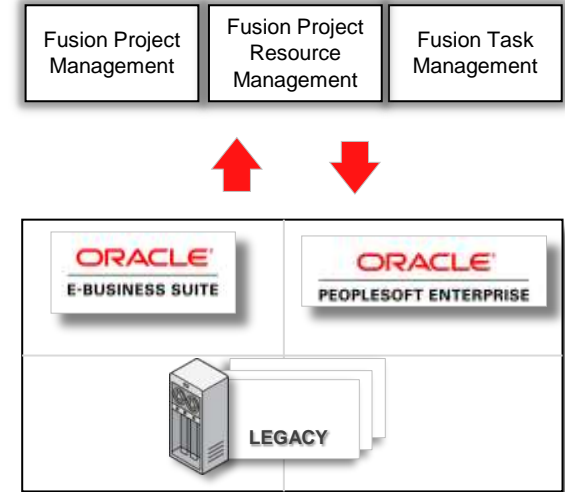 Fusion Project
Management
Fusion Project
Resource
Management
Fusion Task
Management
ORACLE'
E-BUSINESS SUITE
ORACLE'
PEOPLESOFT ENTERPRISE
LEGACY